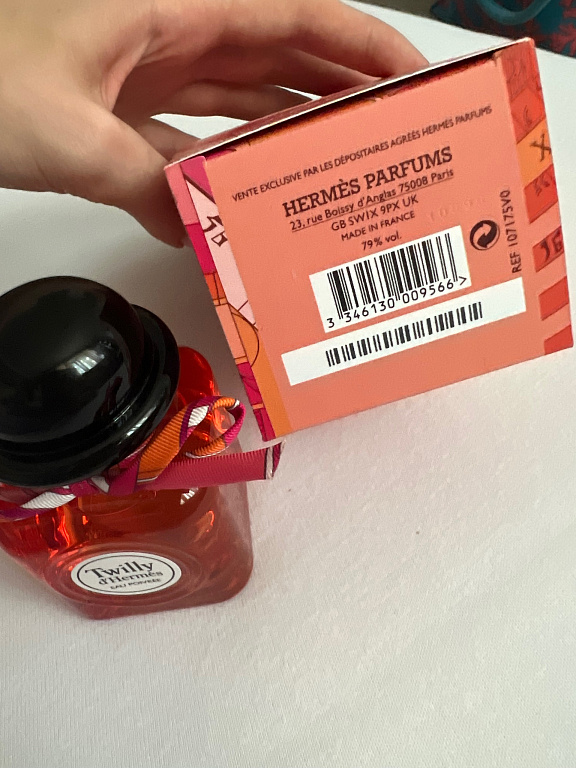 VENTE EXCLUSIVE PAR LES DÉPOSITAIRES AGRÉÉS HERMÈS PARFUMS
HERMÈS PARFUMS
23, rue Boissy d'Anglas 75008 Paris
GB SW1X 9PX UK
MADE IN FRANCE
79% vol.
3 346130 009566 >
REF 107175V0
Twilly
d'Hermès
EAU POIVRÉE